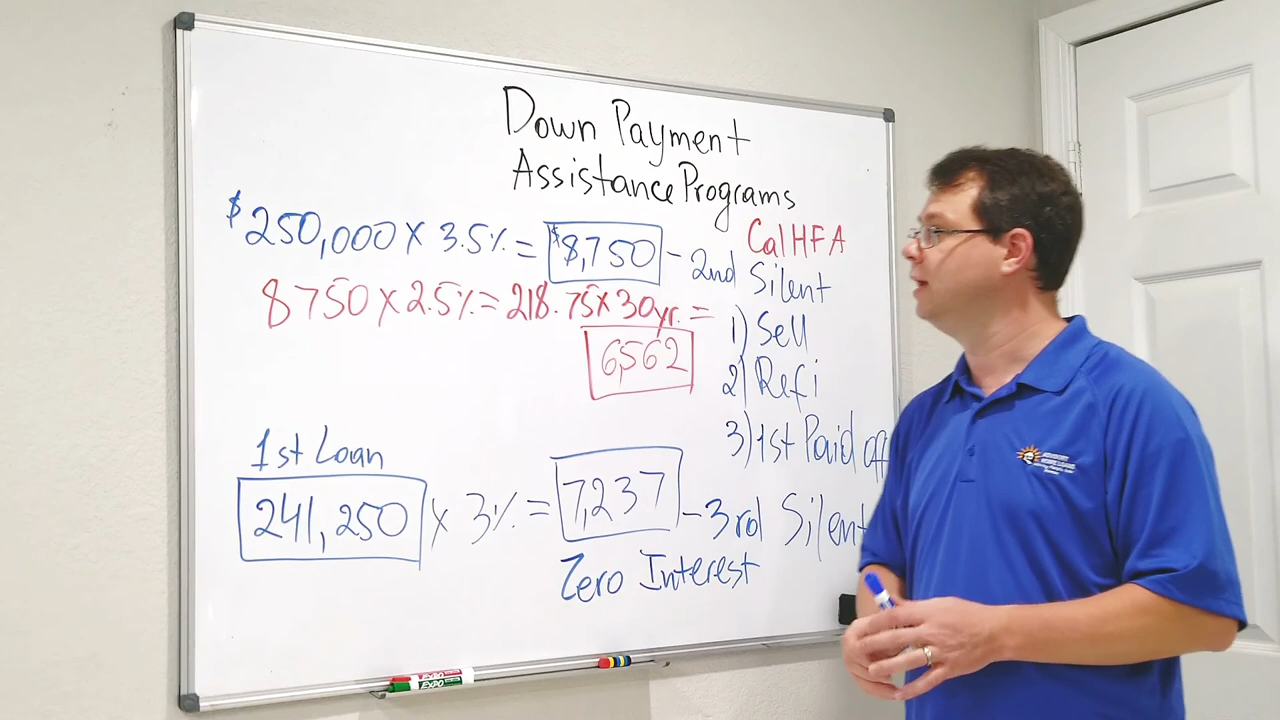 Down Payment
Assistance Programs
CalHFA
$250,000 x 3.5% = $8,750 - 2nd Silent
8750 x 2.5% = 218.75 x 30yr. =
6,562
1) Sell
2) Refi
3) 1st Paid off
1st Loan
241,250 x 3% = 7,237 - 3rd Silent
Zero Interest
EXPO
EXPO